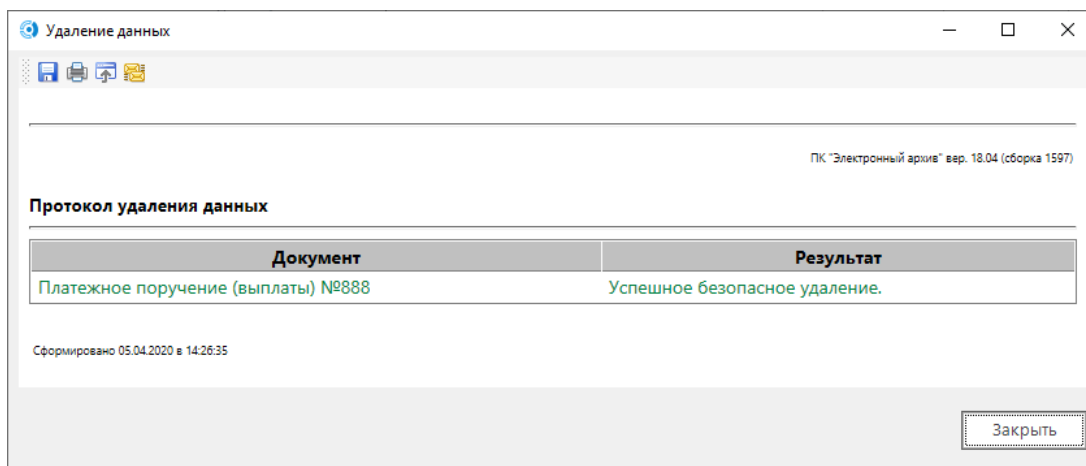 Удаление данных
ПК "Электронный архив" вер. 18.04 (сборка 1597)
Протокол удаления данных
Документ Результат
Платежное поручение (выплаты) №888 Успешное безопасное удаление.
Сформировано 05.04.2020 в 14:26:35
Закрыть